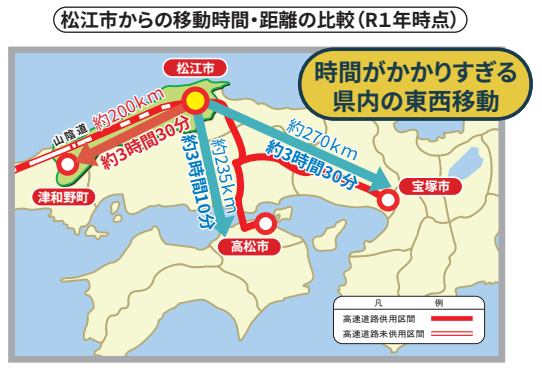 松江市からの移動時間・距離の比較（R１年時点）
時間がかかりすぎる
県内の東西移動
松江市
山陰道
約200km
約3時間30分
約235km
約3時間10分
約270km
約3時間30分
津和野町
高松市
宝塚市
凡　例
高速道路供用区間
高速道路未供用区間